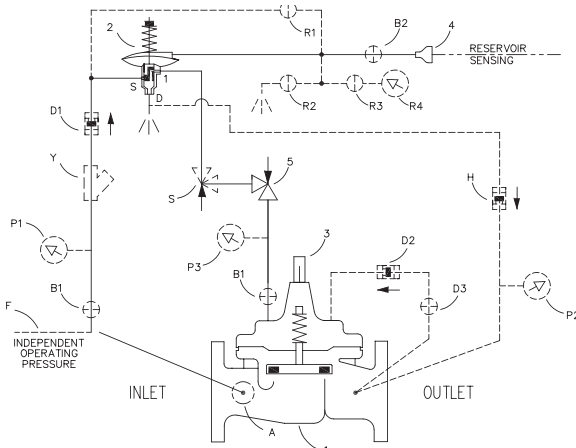 2
R1
B2
4
RESERVOIR
SENSING
1
S
D
R2
R3
R4
D1
Y
S
5
H
P1
P3
3
D2
B1
B1
D3
P2
F
INDEPENDENT
OPERATING
PRESSURE
INLET
OUTLET
A